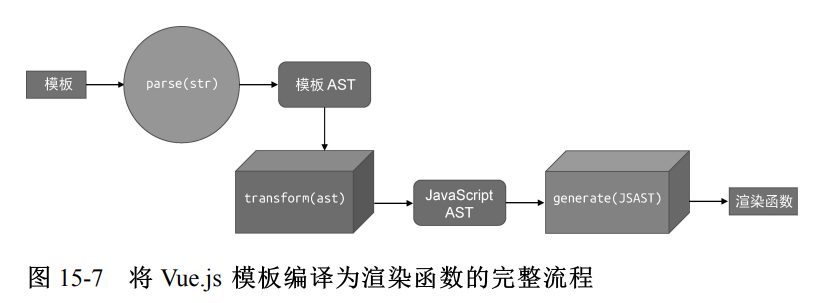 模板
parse(str)
模板 AST
transform(ast)
JavaScript
AST
generate(JSAST)
渲染函数
图 15-7 将 Vue.js 模板编译为渲染函数的完整流程